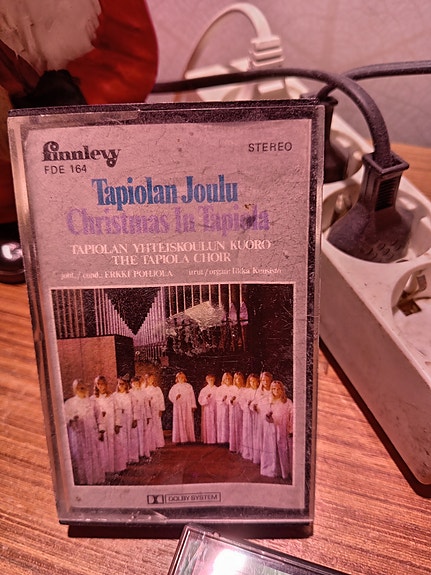 Finnlevy
FDE 164
STEREO
Tapiolan Joulu
Christmas In Tapiola
TAPIOLAN YHTEISKOULUN KUORO
THE TAPIOLA CHOIR
joht./cond., ERKKI POHJOLA urut/organ Ilkka Kuusisto
DOLBY SYSTEM